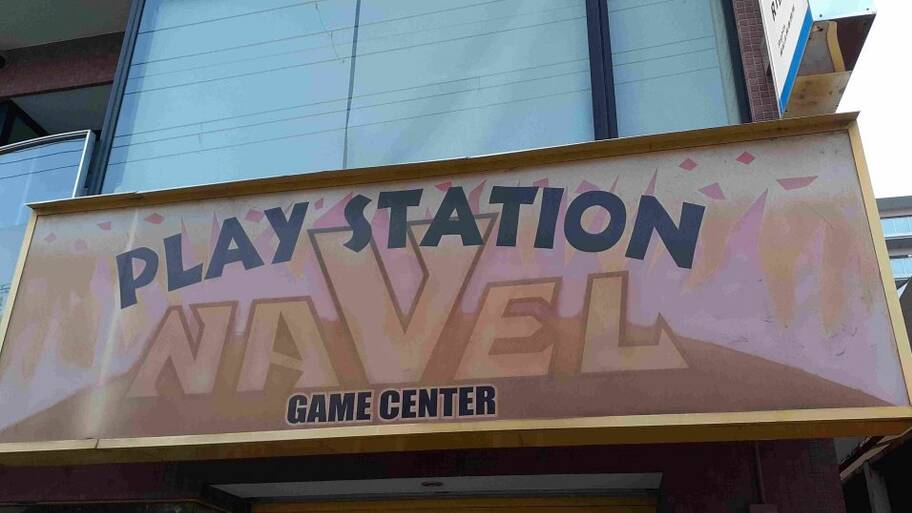 PLAY STATION
NAVEL
GAME CENTER